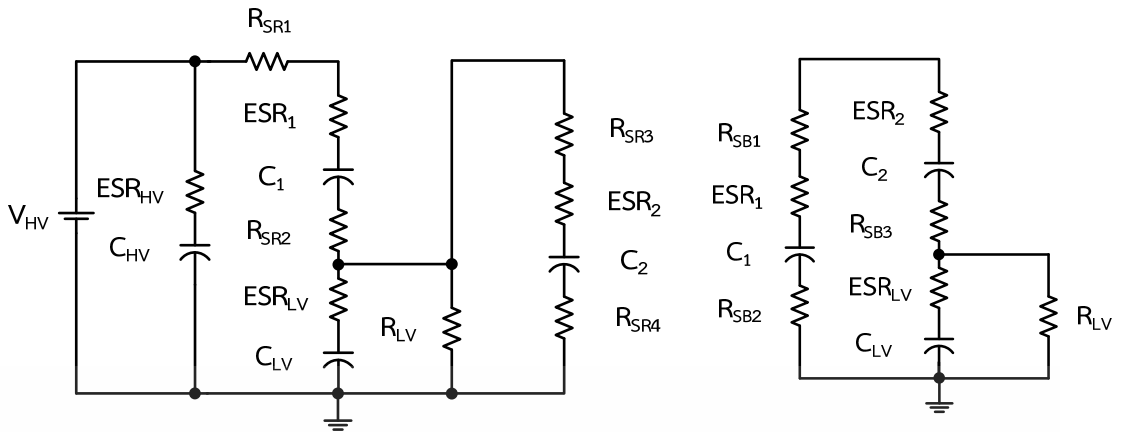 R_SR1
ESR_1
C_1
R_SR2
ESR_HV
V_HV
C_HV
ESR_LV
C_LV
R_LV
R_SR3
ESR_2
C_2
R_SR4
R_SB1
ESR_1
C_1
R_SB2
ESR_2
C_2
R_SB3
ESR_LV
C_LV
R_LV